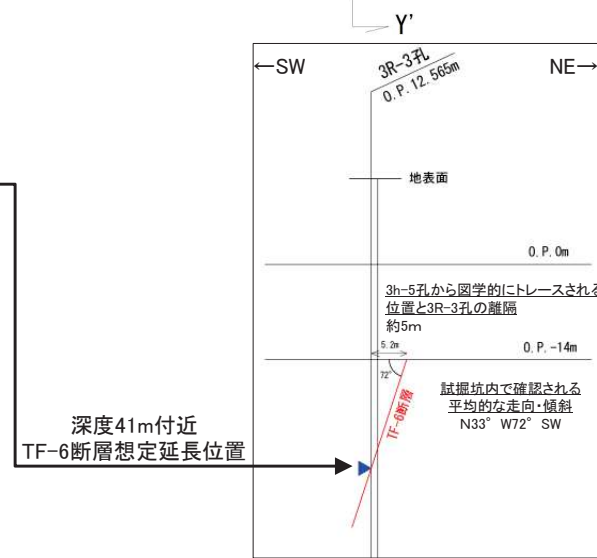 Y'
←SW
3R-3孔
O.P.12.565m
NE→
地表面
O.P.0m
3h-5孔から図学的にトレースされる
位置と3R-3孔の離隔
約5m
5.2m
O.P.-14m
72°
TF-6断層
試掘坑内で確認される
平均的な走向・傾斜
N33° W72° SW
深度41m付近
TF-6断層想定延長位置